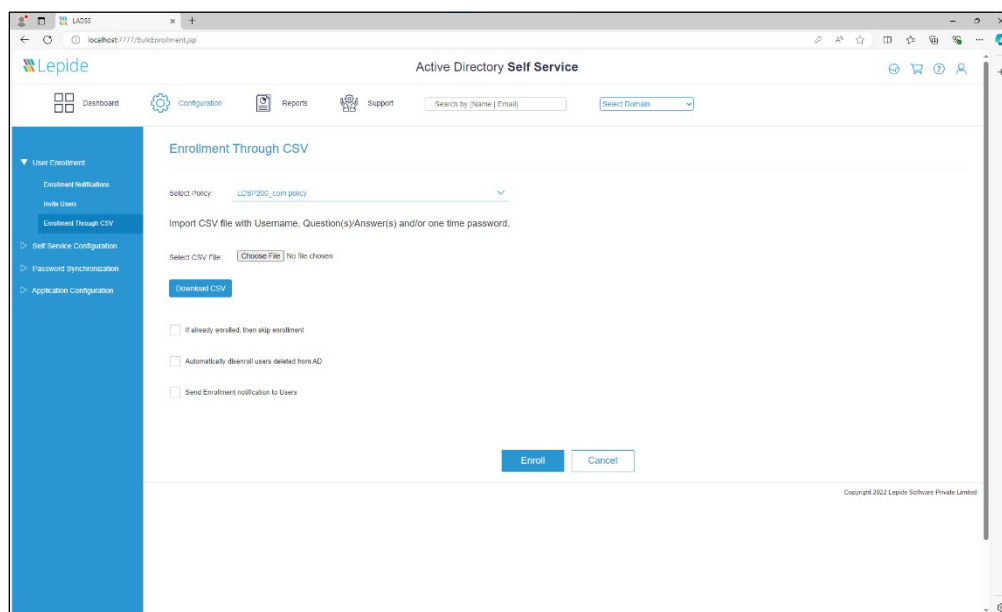 LADSS
localhost:7777/BulkEnrollment.jsp
Lepide
Active Directory Self Service
Dashboard
Configuration
Reports
Support
Search by (Name | Email)
Select Domain
User Enrollment
Enrollment Notifications
Invite Users
Enrollment Through CSV
Self Service Configuration
Password Synchronization
Application Configuration
Enrollment Through CSV
Select Policy: LDSP200_com policy
Import CSV file with Username, Question(s)/Answer(s) and/or one time password.
Select CSV File: Choose File No file chosen
Download CSV
If already enrolled, then skip enrollment
Automatically disenroll users deleted from AD
Send Enrollment notification to Users
Enroll
Cancel
Copyright 2022 Lepide Software Private Limited